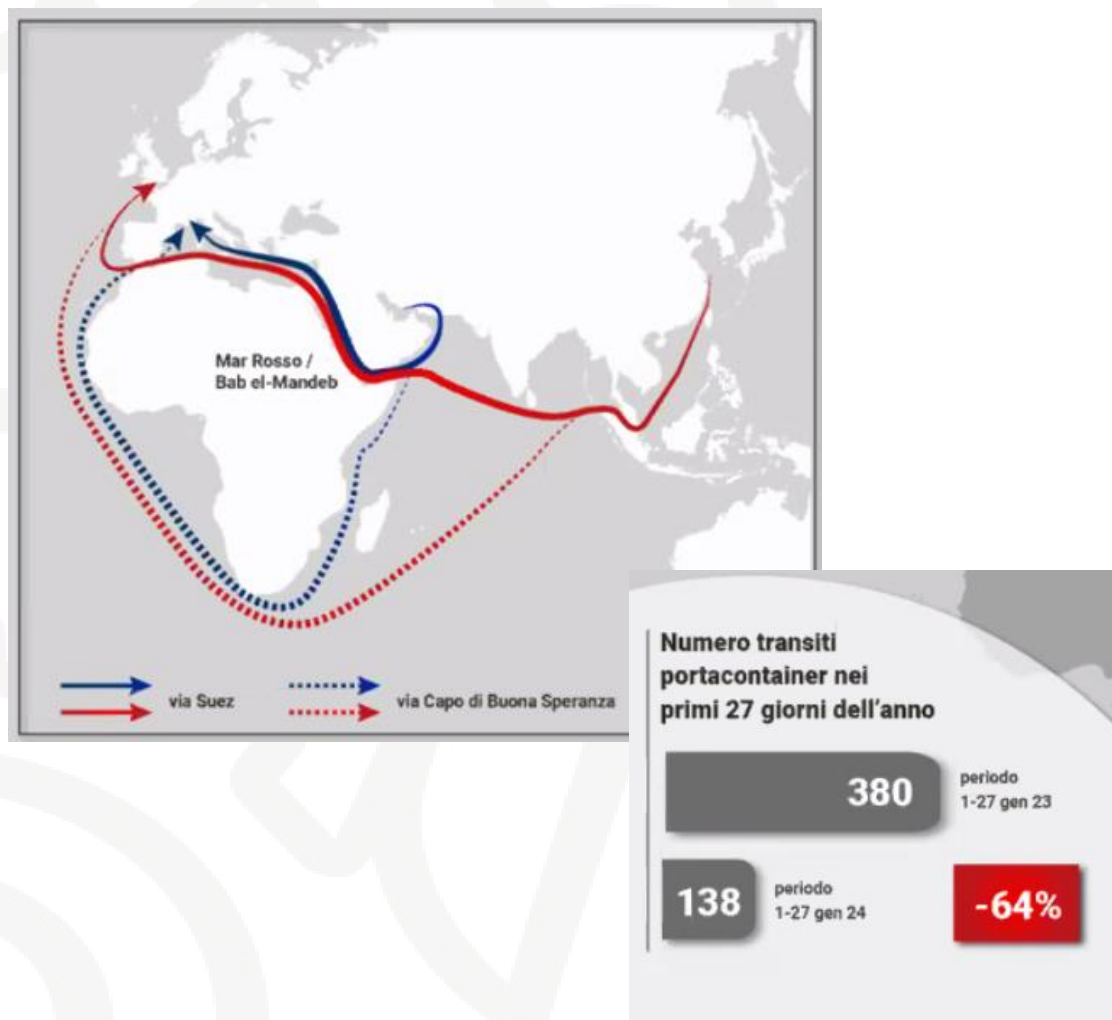 Mar Rosso /
Bab el-Mandeb
via Suez
via Capo di Buona Speranza
Numero transiti
portacontainer nei
primi 27 giorni dell'anno
380
periodo
1-27 gen 23
138
periodo
1-27 gen 24
-64%